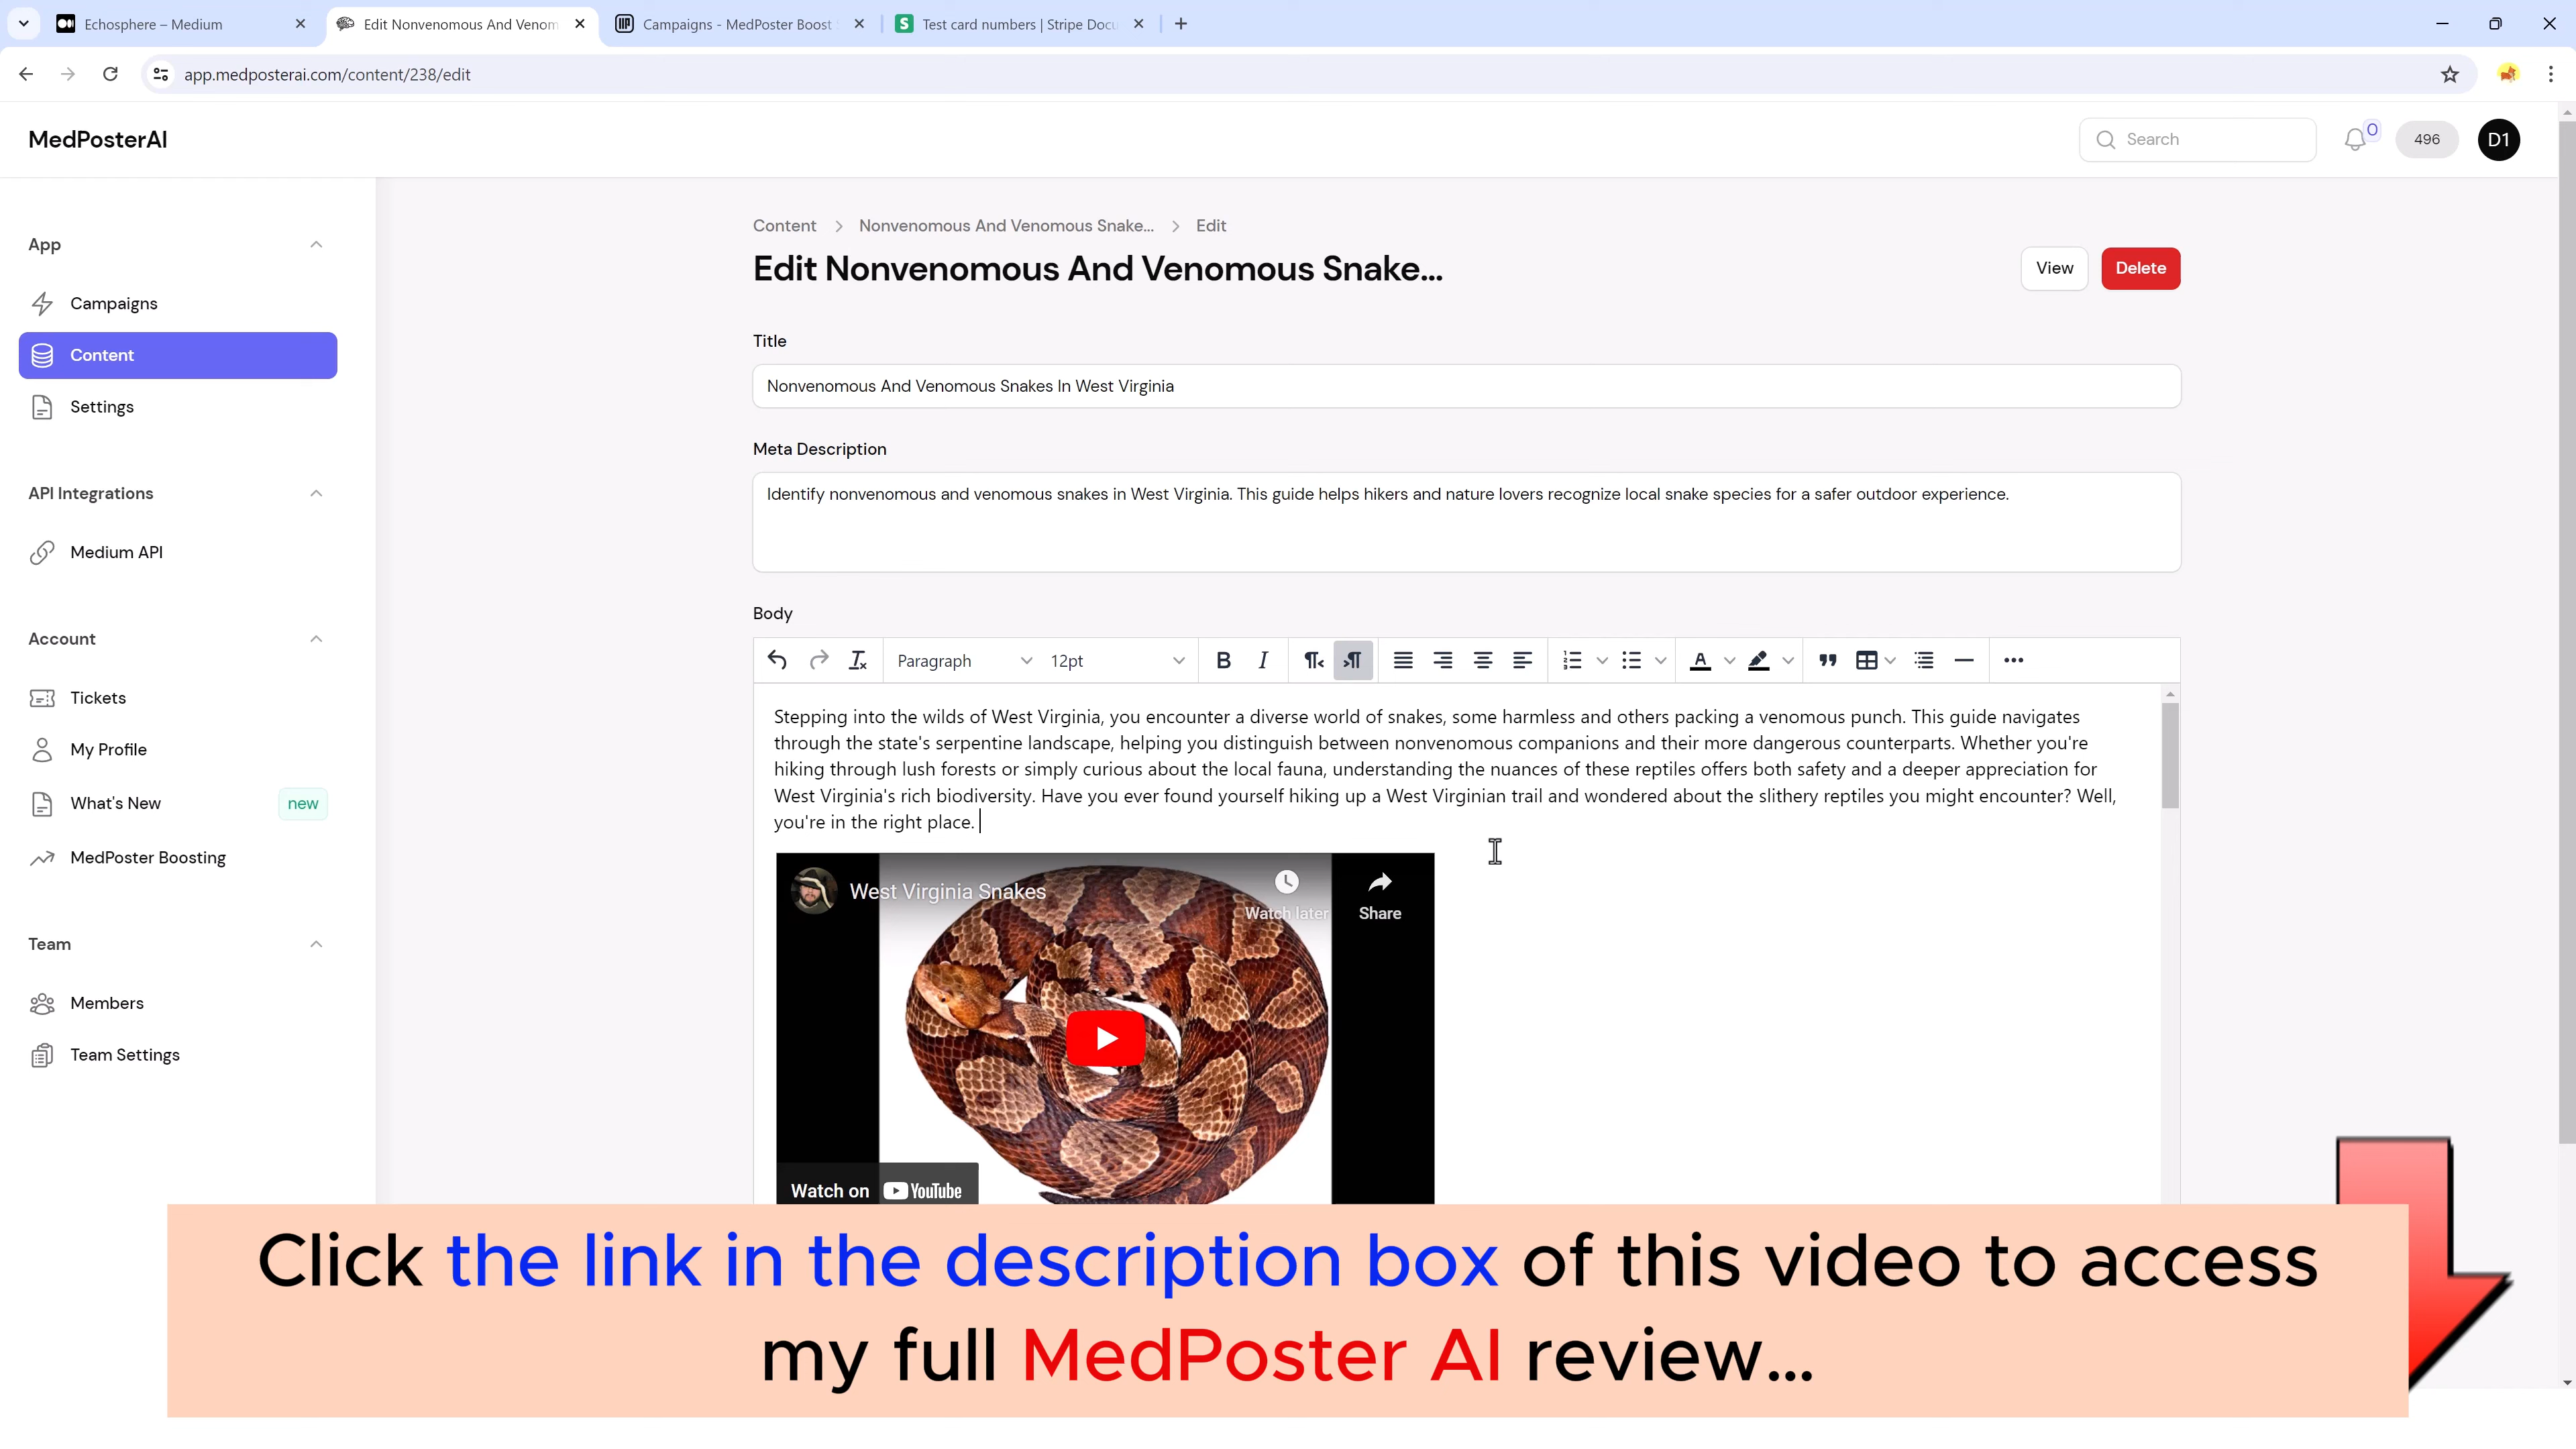 Echosphere – Medium
Edit Nonvenomous And Venom
Campaigns - MedPoster Boost
Test card numbers | Stripe Docu
app.medposterai.com/content/238/edit
MedPosterAI
Search
0
496
D1
App
Campaigns
Content
Settings
API Integrations
Medium API
Account
Tickets
My Profile
What's New
new
MedPoster Boosting
Team
Members
Team Settings
Content > Nonvenomous And Venomous Snake... > Edit
Edit Nonvenomous And Venomous Snake...
View
Delete
Title
Nonvenomous And Venomous Snakes In West Virginia
Meta Description
Identify nonvenomous and venomous snakes in West Virginia. This guide helps hikers and nature lovers recognize local snake species for a safer outdoor experience.
Body
Paragraph
12pt
Stepping into the wilds of West Virginia, you encounter a diverse world of snakes, some harmless and others packing a venomous punch. This guide navigates
through the state's serpentine landscape, helping you distinguish between nonvenomous companions and their more dangerous counterparts. Whether you're
hiking through lush forests or simply curious about the local fauna, understanding the nuances of these reptiles offers both safety and a deeper appreciation for
West Virginia's rich biodiversity. Have you ever found yourself hiking up a West Virginian trail and wondered about the slithery reptiles you might encounter? Well,
you're in the right place.
West Virginia Snakes
Watch later
Share
Watch on YouTube
Click the link in the description box of this video to access
my full MedPoster AI review...